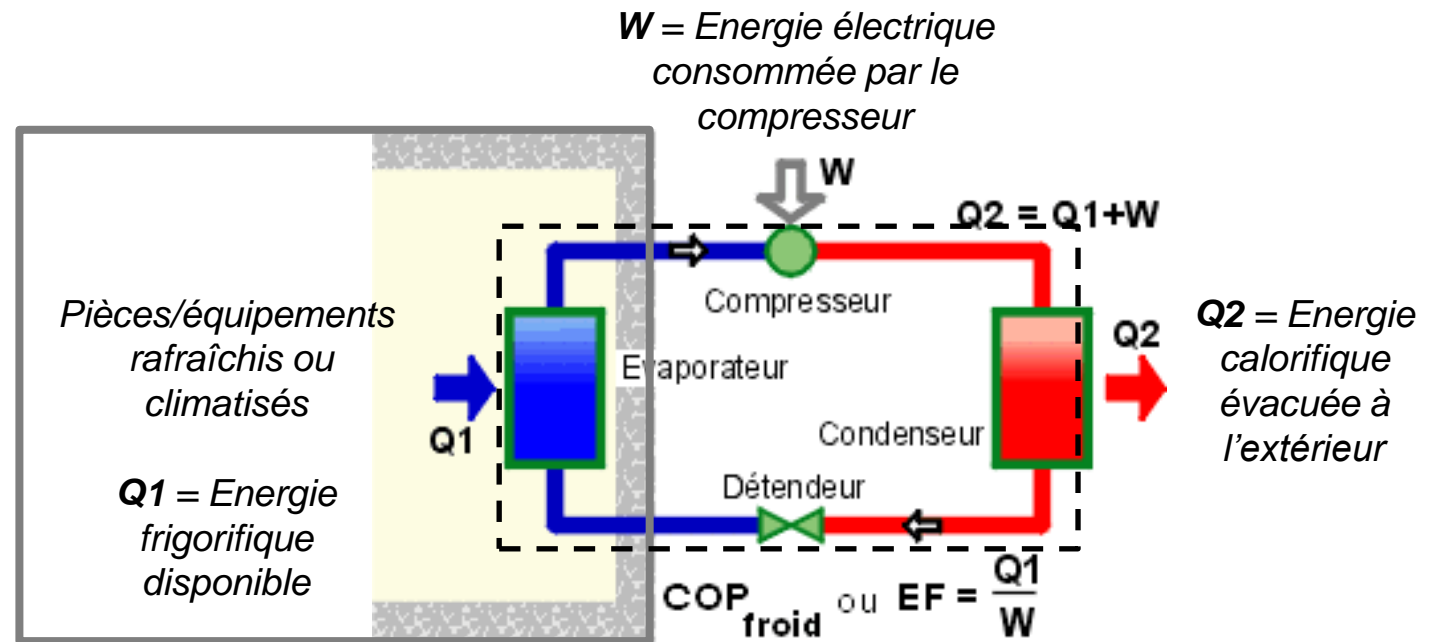 W = Energie électrique
consommée par le
compresseur
W
Q2 = Q1+W
Compresseur
Pièces/équipements
rafraîchis ou
climatisés
Q1 = Energie
frigorifique
disponible
Q1
Evaporateur
Condenseur
Détendeur
Q2
Q2 = Energie
calorifique
évacuée à
l’extérieur
COP froid ou EF = Q1
W